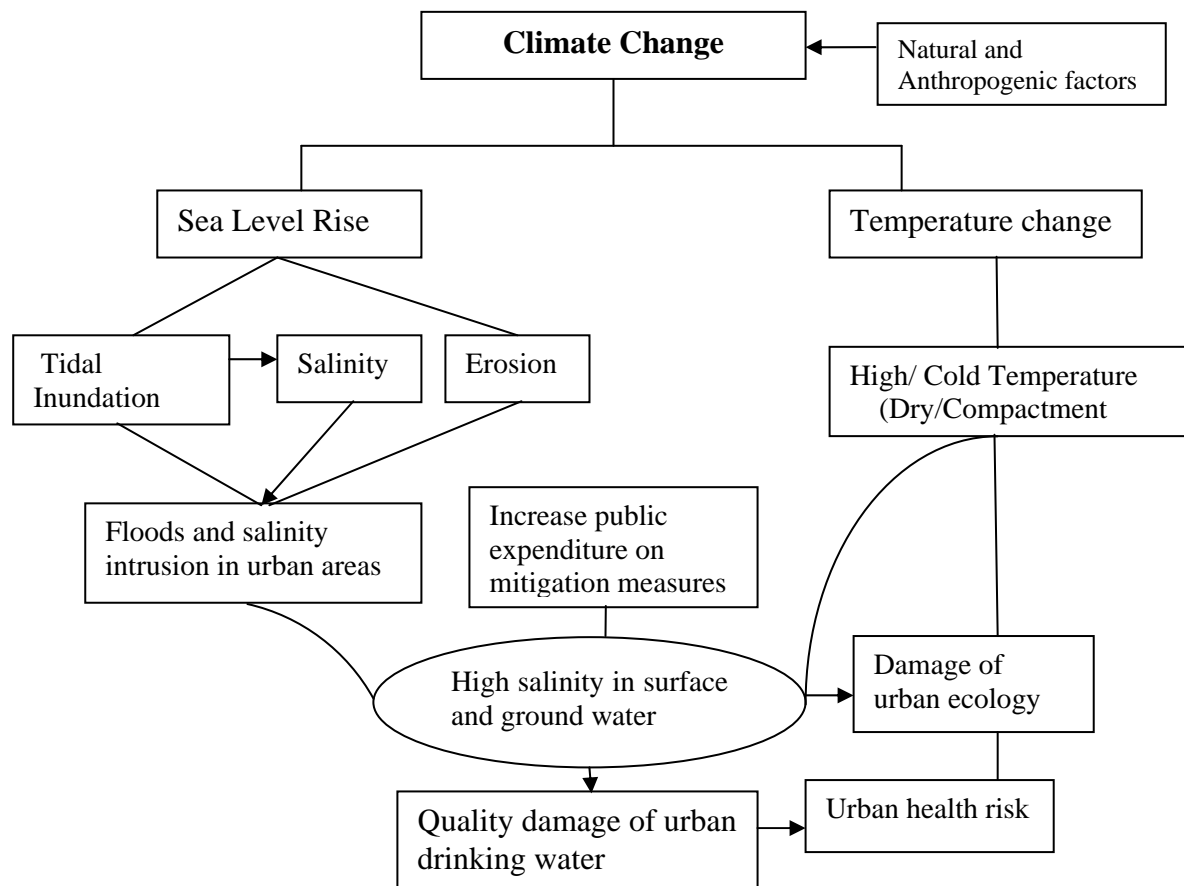 Climate Change
Natural and
Anthropogenic factors
Sea Level Rise
Temperature change
Tidal
Inundation
Salinity
Erosion
High/ Cold Temperature
(Dry/Compactment
Floods and salinity
intrusion in urban areas
Increase public
expenditure on
mitigation measures
High salinity in surface
and ground water
Damage of
urban ecology
Quality damage of urban
drinking water
Urban health risk